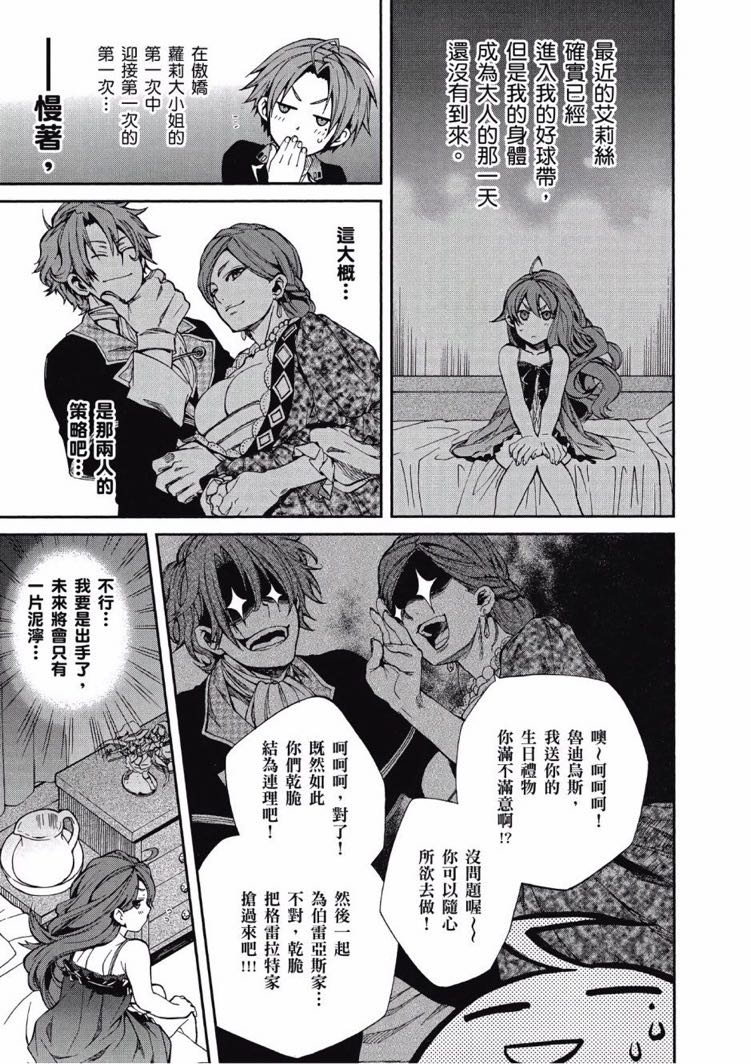 最近的艾莉絲
確實已經
進入我的好球帶，
但是我的身體
成為大人的那一天
還沒有到來。
在傲嬌
蘿莉大小姐的
第一次中
迎接第一次的
第一次…
——慢著，
這大概…
是那兩人的
策略吧…
噢～呵呵呵！
魯迪烏斯，
我送你的
生日禮物
你滿不滿意啊!?
沒問題喔～
你可以隨心
所欲去做！
呵呵呵，對了！
既然如此
你們乾脆
結為連理吧！
然後一起
為伯雷亞斯家…
不對，乾脆
把格雷拉特家
搶過來吧!!!
不行…
我要是出手了，
未來將會只有
一片泥濘…